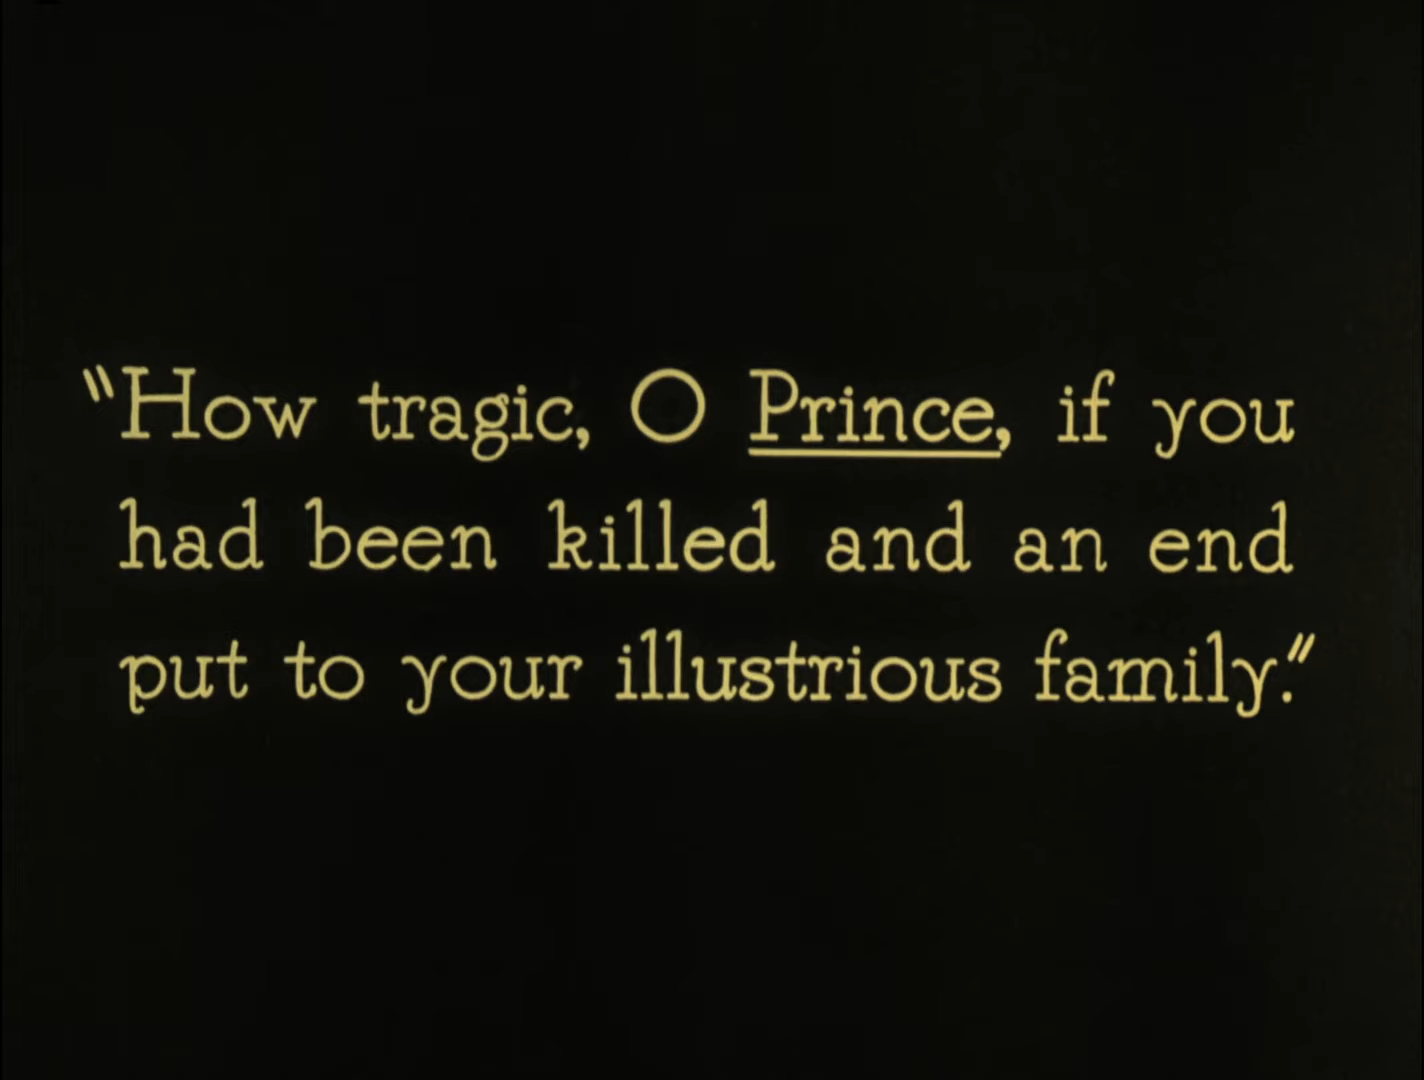 "How tragic, O Prince, if you
had been killed and an end
put to your illustrious family."